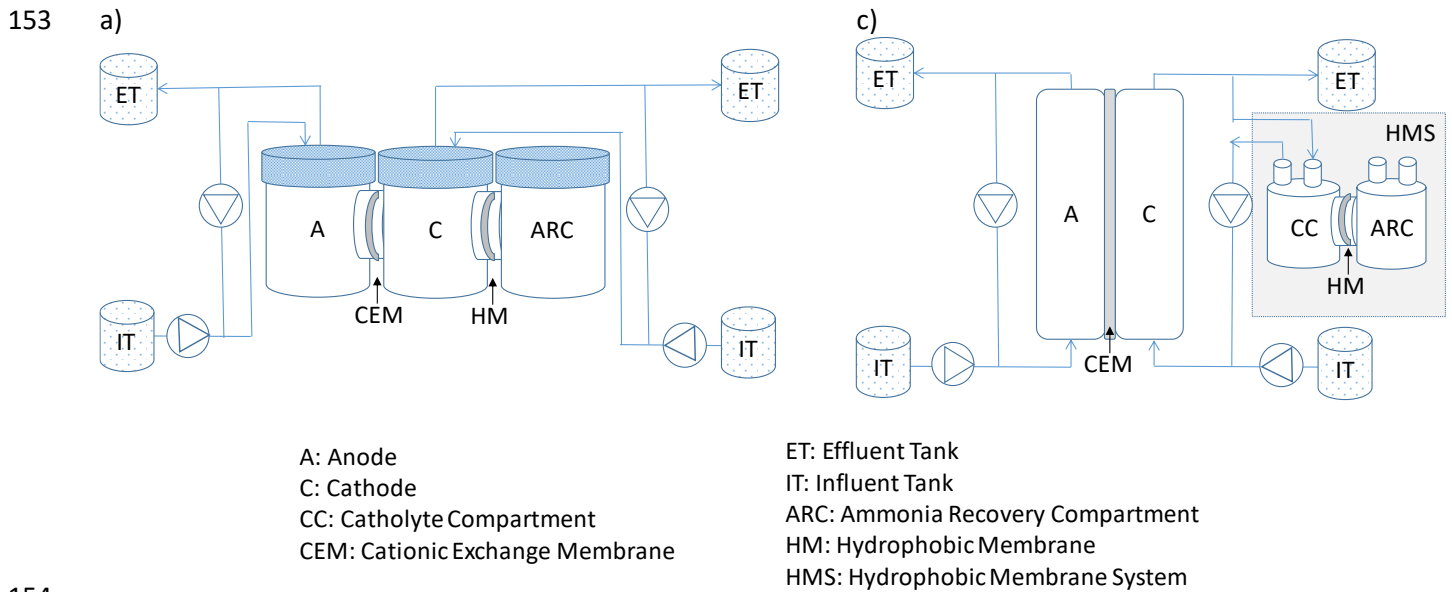 153 a) c)
ET ET ET ET
HMS
A C ARC A C CC ARC
CEM HM HM
IT IT IT CEM IT
A: Anode
C: Cathode
CC: Catholyte Compartment
CEM: Cationic Exchange Membrane
ET: Effluent Tank
IT: Influent Tank
ARC: Ammonia Recovery Compartment
HM: Hydrophobic Membrane
HMS: Hydrophobic Membrane System